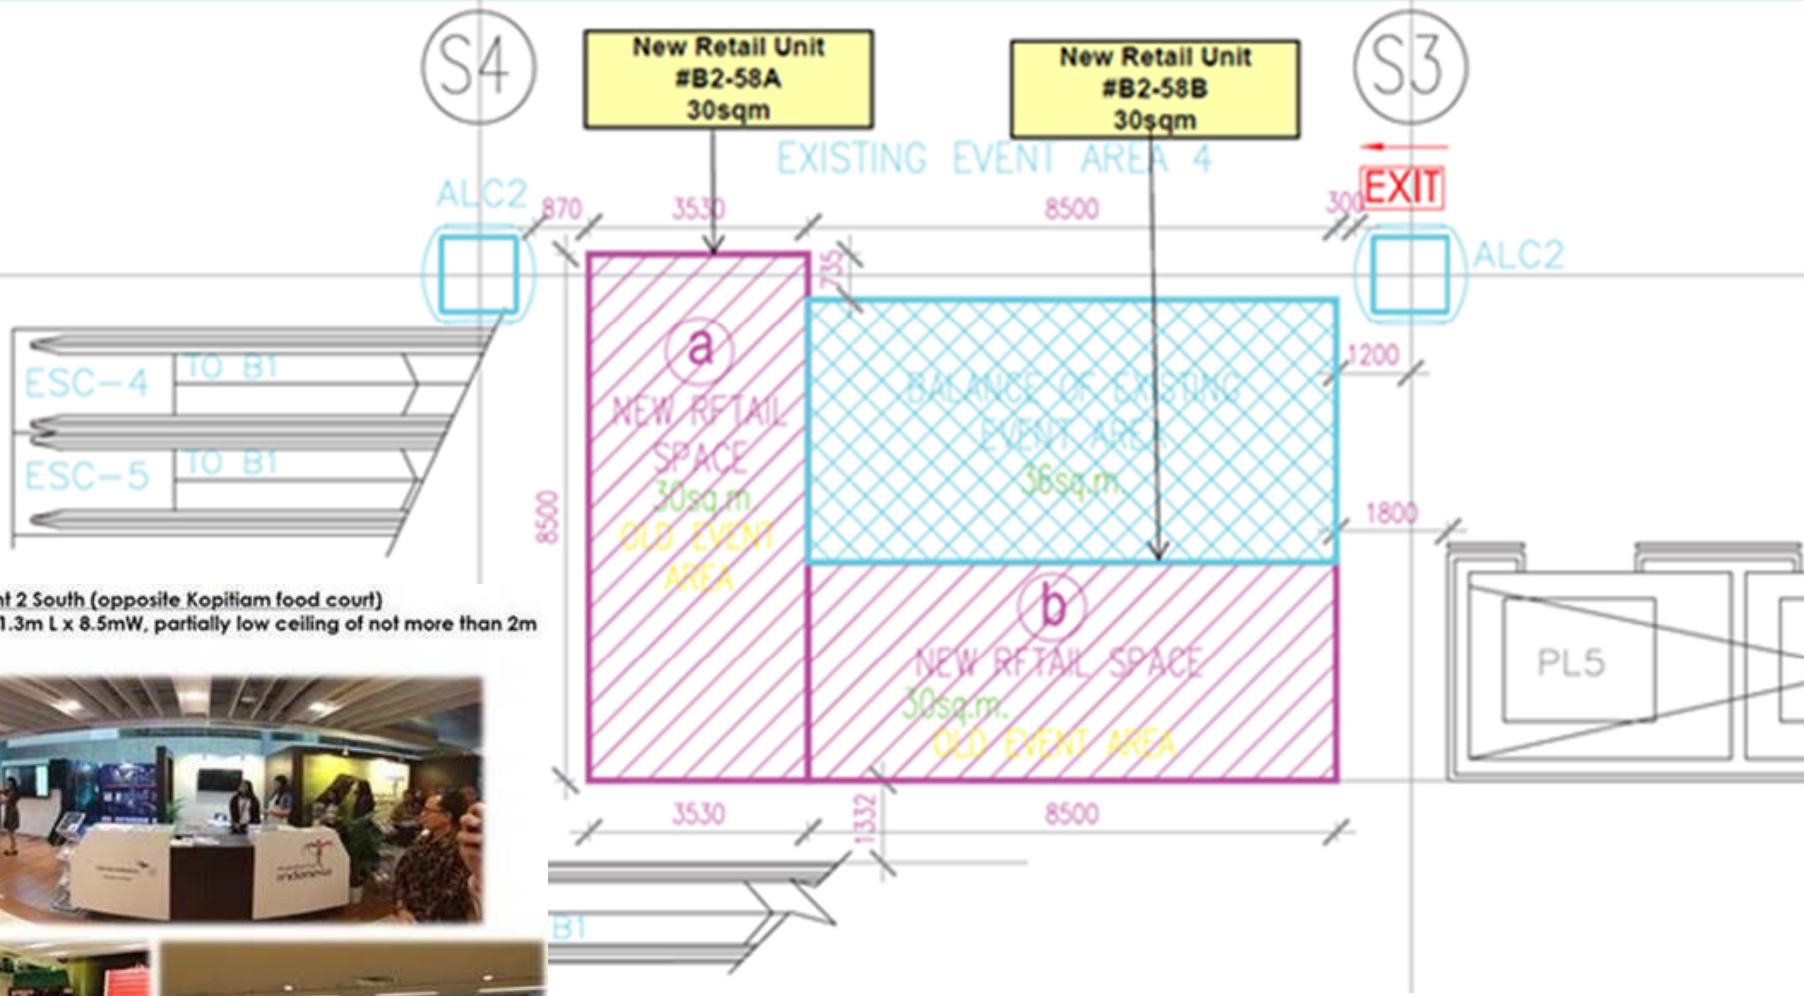 S4
New Retail Unit
#B2-58A
30sqm
New Retail Unit
#B2-58B
30sqm
S3
EXISTING EVENT AREA 4
EXIT
ALC2
870
3530
8500
300
735
ALC2
a
BALANCE OF EXISTING
EVENT AREA
36sq.m.
1200
ESC-4
TO B1
ESC-5
TO B1
NEW RETAIL
SPACE
30sq.m.
OLD EVENT
AREA
8500
1800
nt 2 South (opposite Kopitiam food court)
1.3m L x 8.5mW, partially low ceiling of not more than 2m
b
NEW RETAIL SPACE
30sq.m.
OLD EVENT AREA
PL5
3530
1332
8500
indonesia
B1